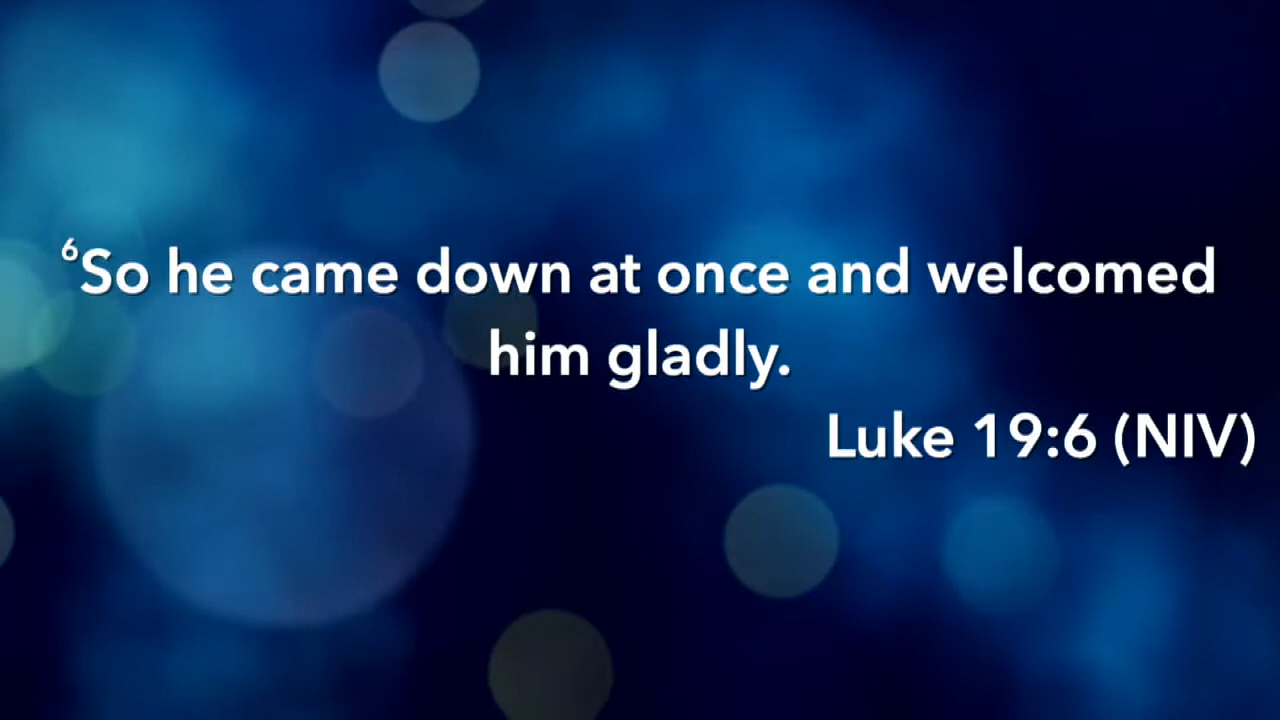 ⁶So he came down at once and welcomed
him gladly.
Luke 19:6 (NIV)